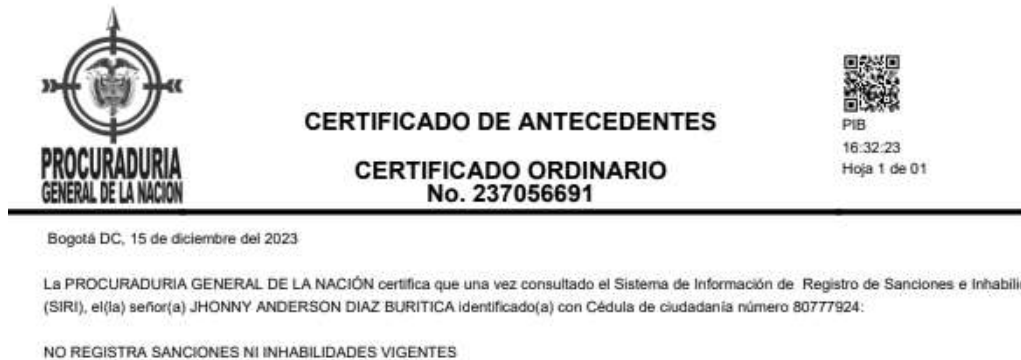 PROCURADURIA
GENERAL DE LA NACIÓN
CERTIFICADO DE ANTECEDENTES
CERTIFICADO ORDINARIO
No. 237056691
PIB
16:32:23
Hoja 1 de 01
Bogotá DC, 15 de diciembre del 2023
La PROCURADURIA GENERAL DE LA NACIÓN certifica que una vez consultado el Sistema de Información de Registro de Sanciones e Inhabili
(SIRI), el(la) señor(a) JHONNY ANDERSON DIAZ BURITICA identificado(a) con Cédula de ciudadanía número 80777924:
NO REGISTRA SANCIONES NI INHABILIDADES VIGENTES